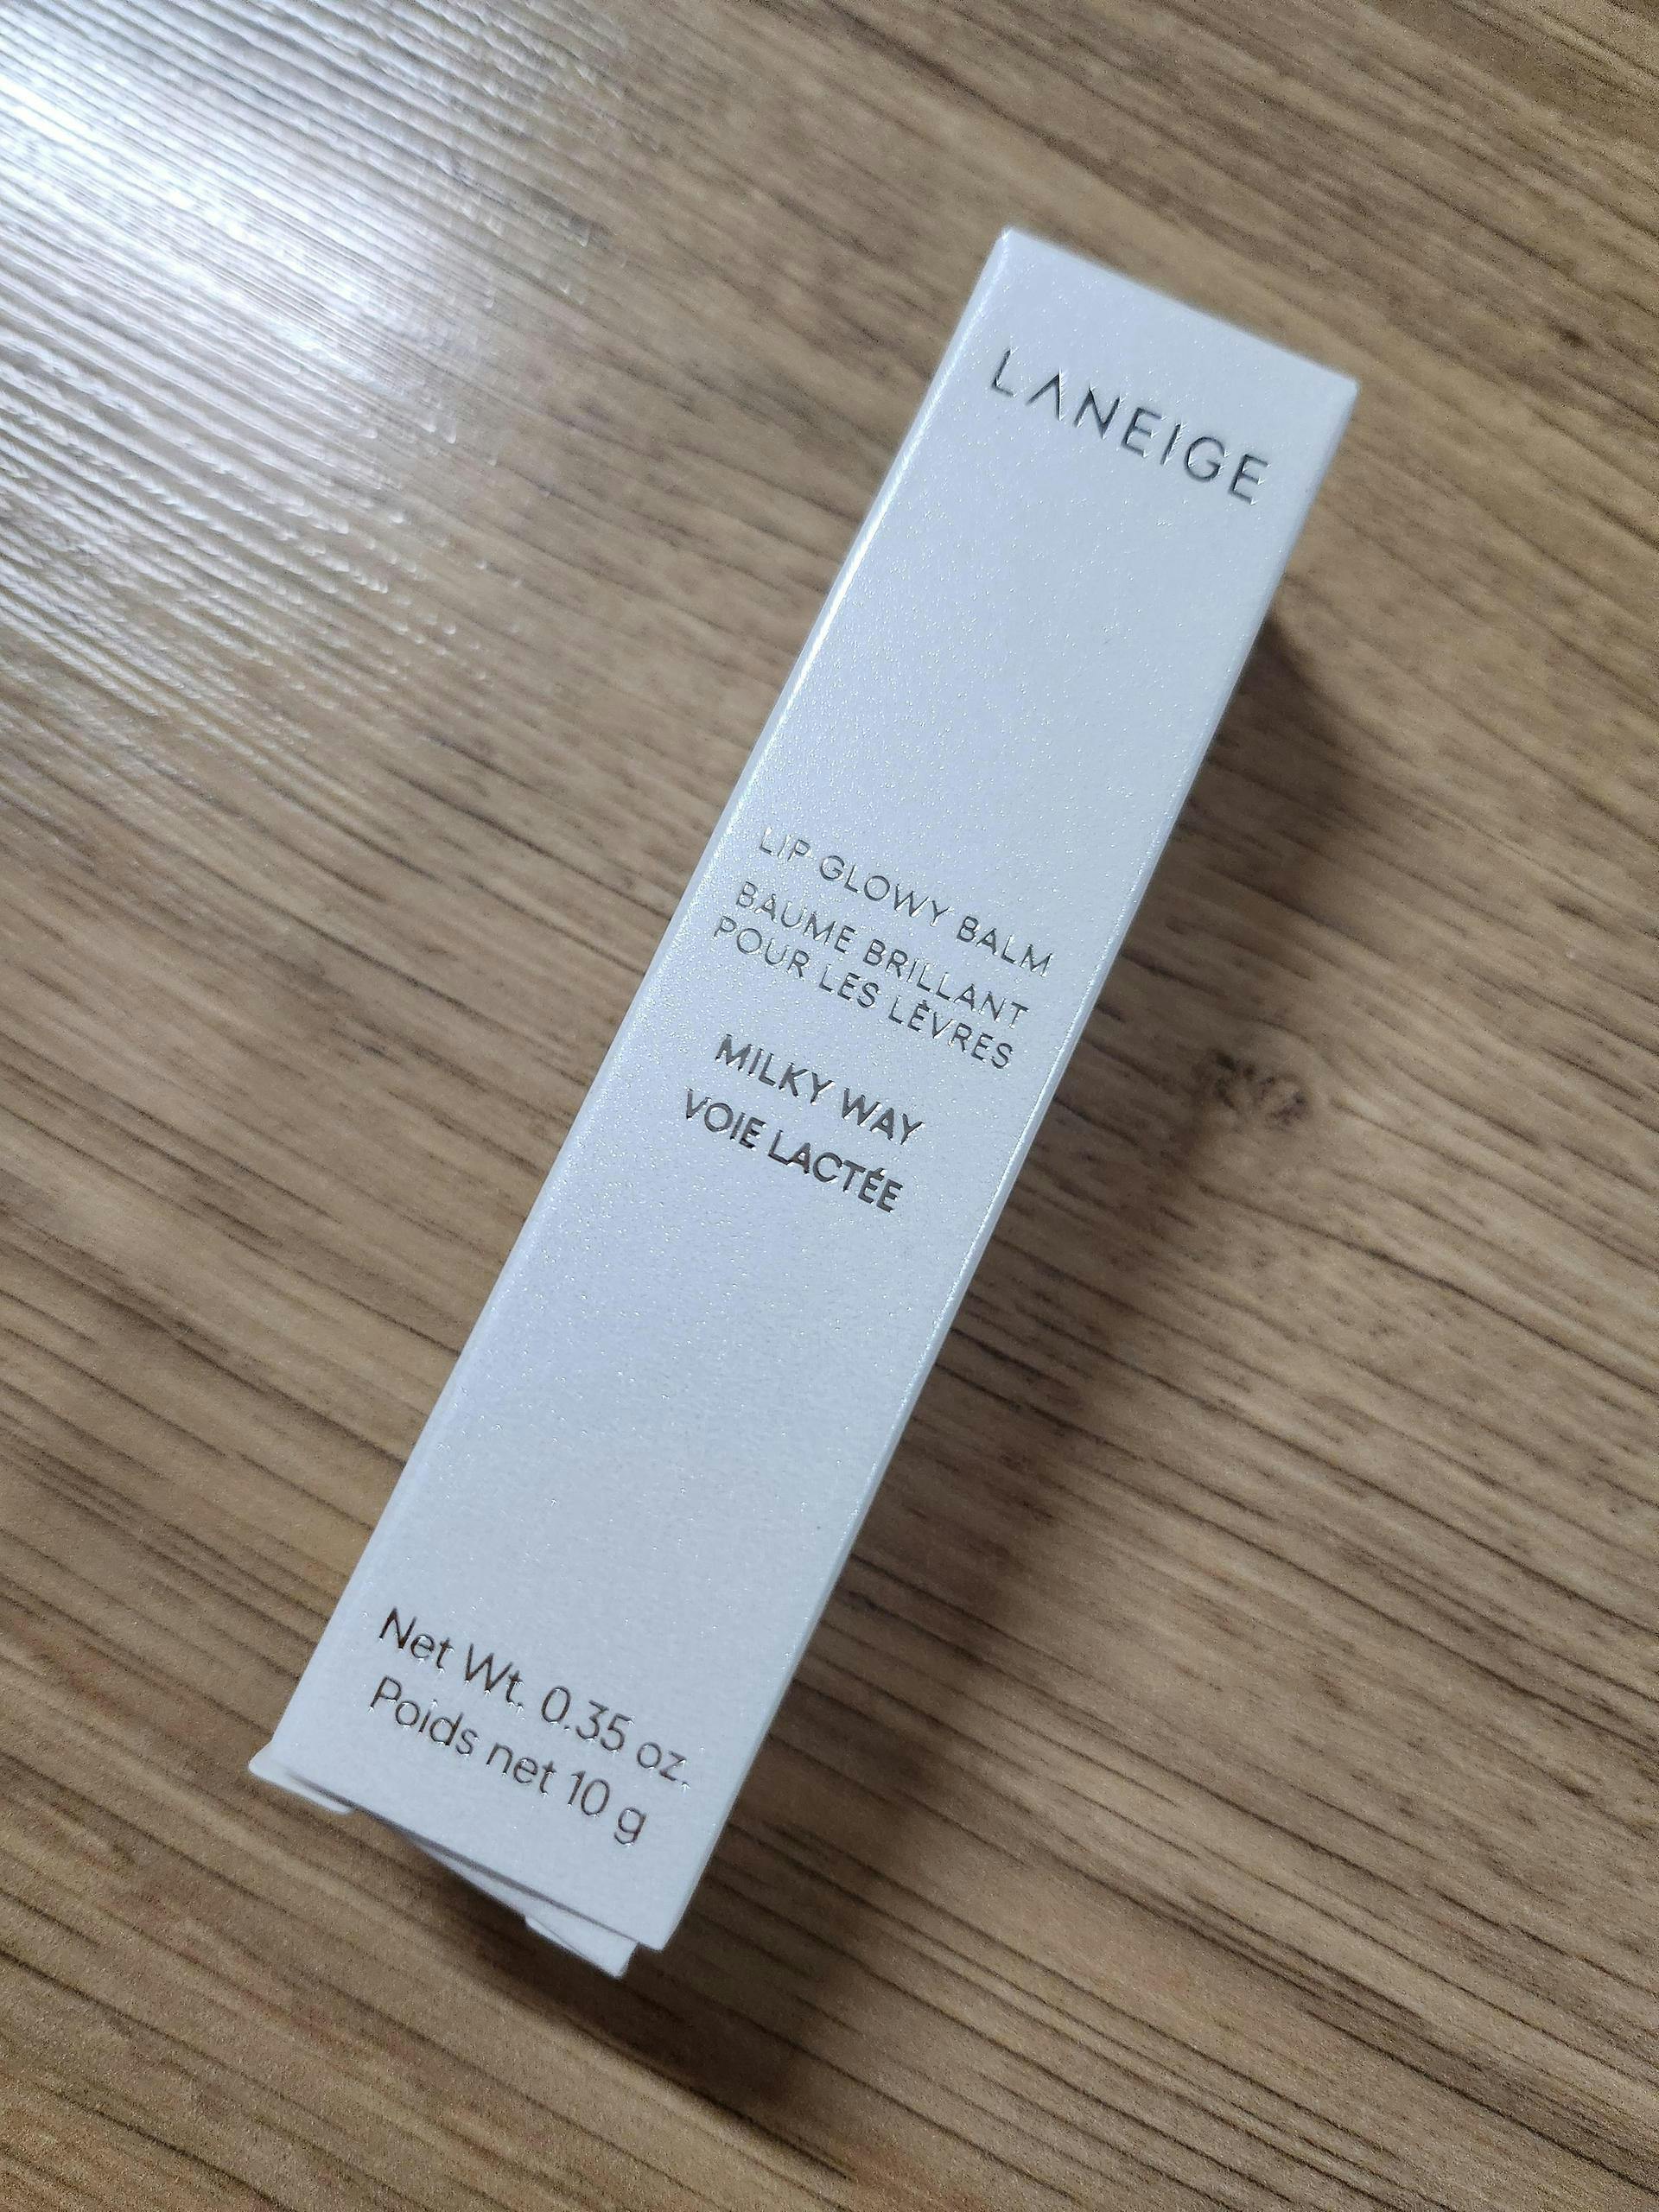 LANEIGE
LIP GLOWY BALM
BAUME BRILLANT
POUR LES LÈVRES
MILKY WAY
VOIE LACTÉE
Net Wt. 0.35 oz.
Poids net 10 g